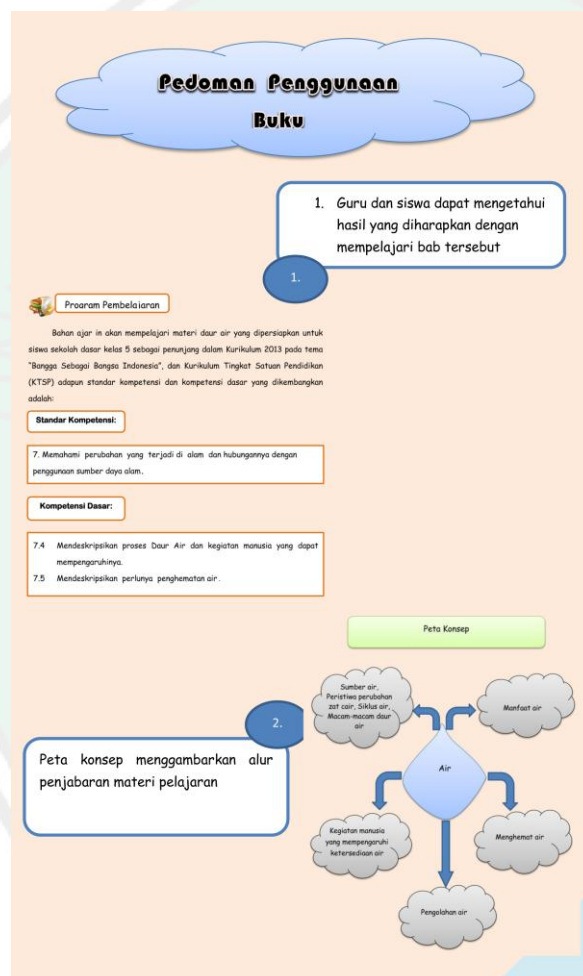 Pedoman Penggunaan
Buku
1. Guru dan siswa dapat mengetahui
hasil yang diharapkan dengan
mempelajari bab tersebut
1.
Proaram Pembelaiaran
Bahan ajar in akan mempelajari materi daur air yang dipersiapkan untuk
siswa sekolah dasar kelas 5 sebagai penunjang dalam Kurikulum 2013 pada tema
"Bangga Sebagai Bangsa Indonesia", dan Kurikulum Tingkat Satuan Pendidikan
(KTSP) adapun standar kompetensi dan kompetensi dasar yang dikembangkan
adalah:
Standar Kompetensi:
7. Memahami perubahan yang terjadi di alam dan hubungannya dengan
penggunaan sumber daya alam.
Kompetensi Dasar:
7.4 Mendeskripsikan proses Daur Air dan kegiatan manusia yang dapat
mempengaruhinya.
7.5 Mendeskripsikan perlunya penghematan air.
Peta Konsep
2.
Peta konsep menggambarkan alur
penjabaran materi pelajaran
Sumber air,
Peristiwa perubahan
zat cair, Siklus air,
Macam-macam daur
air
Manfaat air
Air
Kegiatan manusia
yang mempengaruhi
ketersediaan air
Menghemat air
Pengolahan air